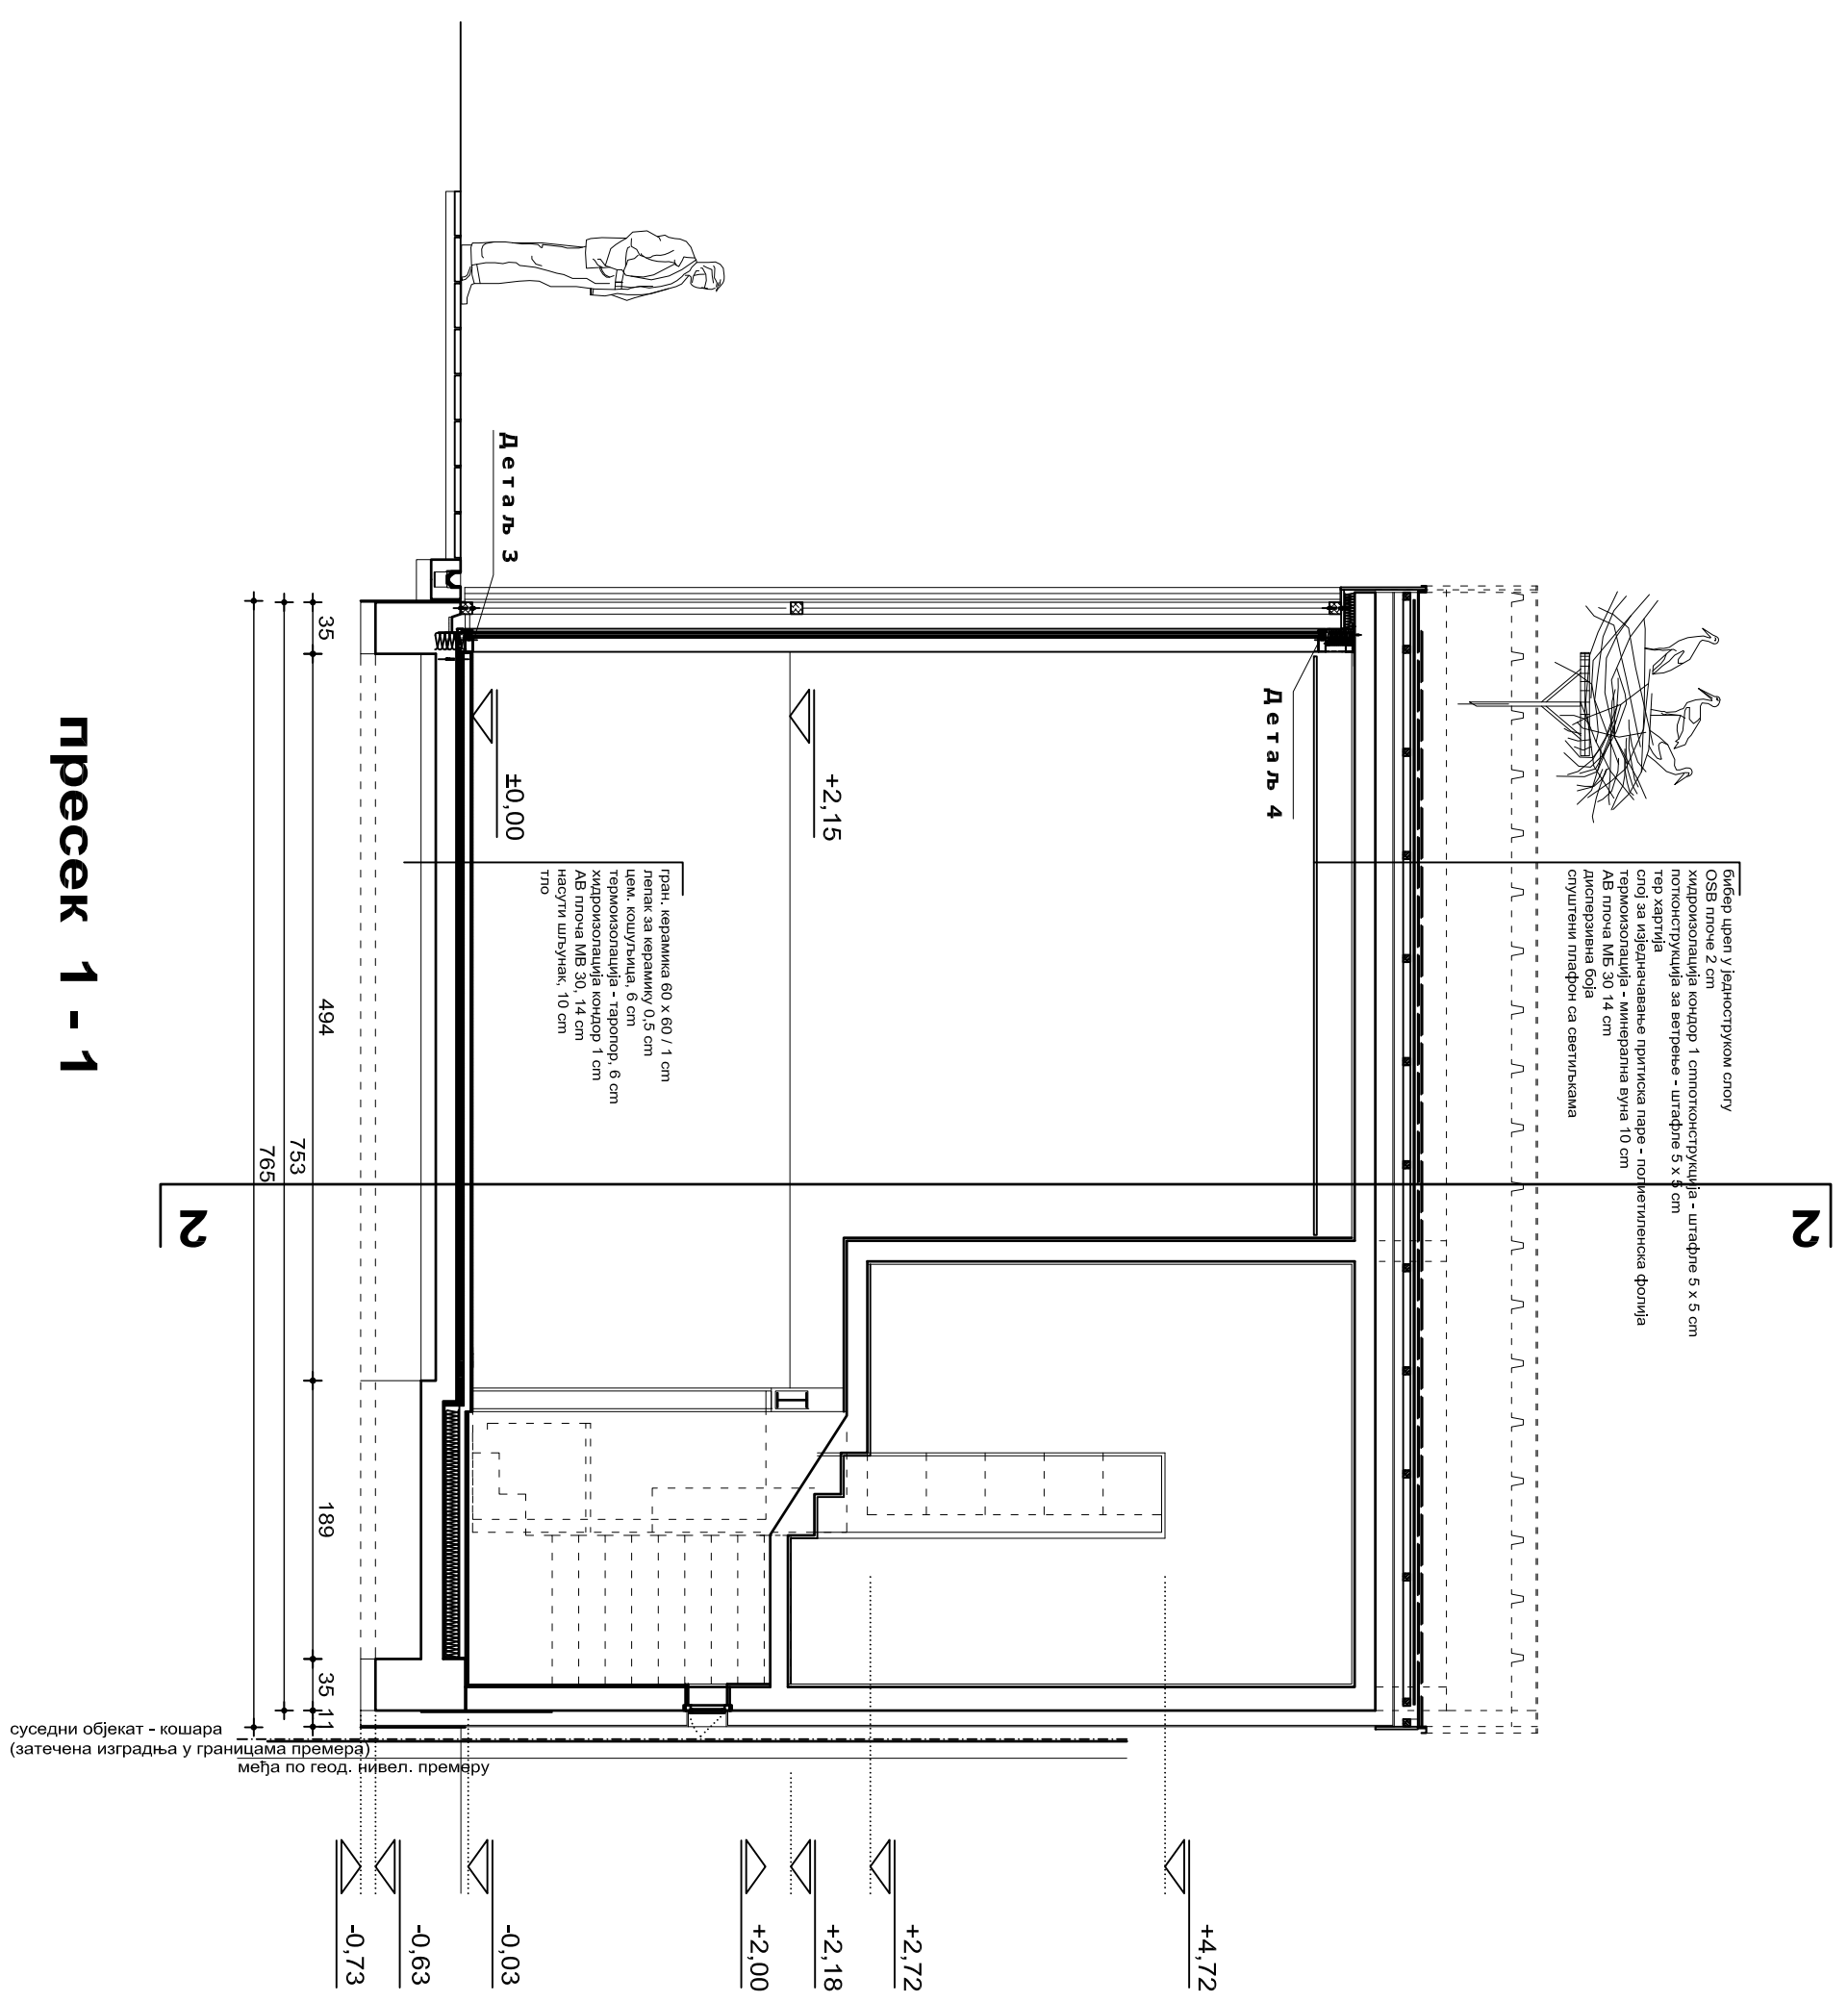 бибер цреп у једноструком слогу
OSB плоче 2 cm
хидроизолација кондор 1 cmпотконструкција - штафле 5 x 5 cm
потконструкција за ветрење - штафле 5 x 5 cm
тер хартија
слој за изједначавање притиска паре - полиетиленска фолија
термоизолација - минерална вуна 10 cm
АВ плоча МБ 30 14 cm
дисперзивна боја
спуштени плафон са светиљкама
Детаљ 4
Детаљ 3
+2,15
±0,00
гран. керамика 60 x 60 / 1 cm
лепак за керамику 0,5 cm
цем. кошуљица, 6 cm
термоизолација - таропор, 6 cm
хидроизолација кондор 1 cm
АВ плоча МВ 30, 14 cm
насути шљунак, 10 cm
тло
2
2
+4,72
+2,72
+2,18
+2,00
-0,03
-0,63
-0,73
35
494
189
35
11
753
765
суседни објекат - кошара
(затечена изградња у границама премера)
међа по геод. нивел. премеру
пресек 1 - 1